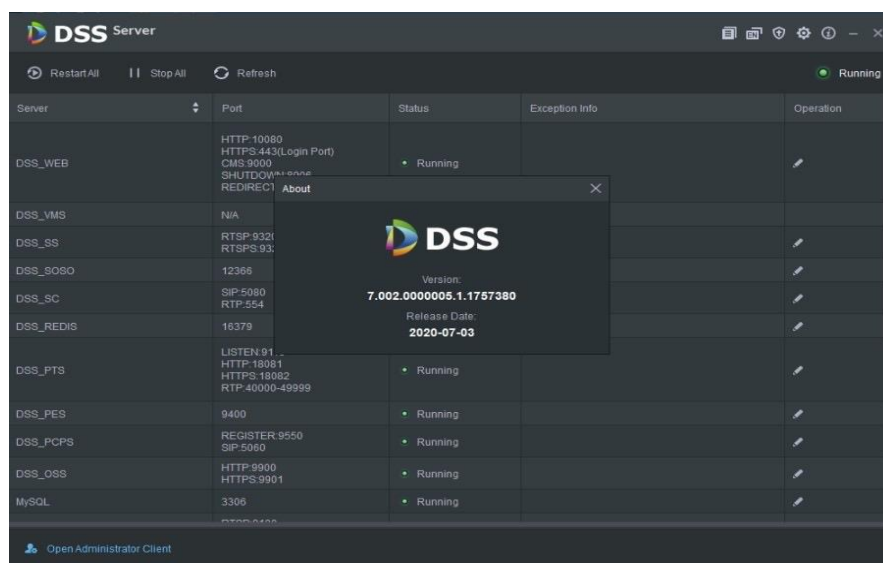 DSS Server
EN
Restart All Stop All Refresh Running
Server Port Status Exception Info Operation
DSS_WEB
HTTP:10080
HTTPS:443(Login Port)
CMS:9000
Running
DSS_VMS N/A
DSS_SS
DSS_SOSO 12366
DSS_SC
SIP:5080
RTP:554
DSS_REDIS 16379
DSS_PTS
HTTP:18081
HTTPS:18082
RTP:40000-49999
Running
DSS_PES 9400 Running
DSS_PCPS
REGISTER:9550
SIP:5060
Running
DSS_OSS
HTTP:9900
HTTPS:9901
Running
MySQL 3306 Running
Open Administrator Client
About
DSS
Version:
7.002.0000005.1.1757380
Release Date:
2020-07-03